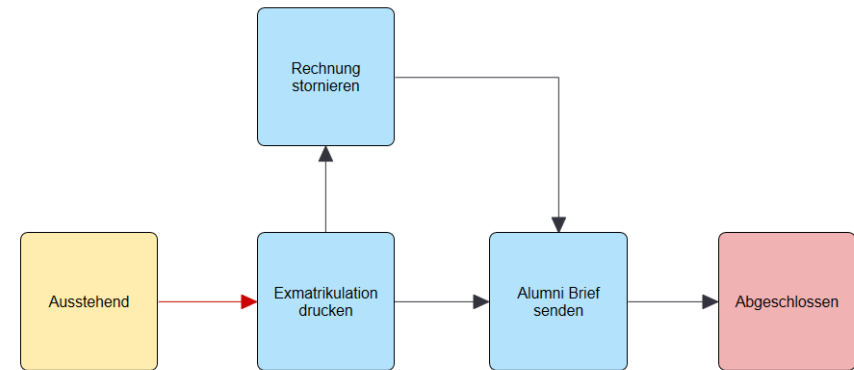 Rechnung
stornieren
Ausstehend
Exmatrikulation
drucken
Alumni Brief
senden
Abgeschlossen